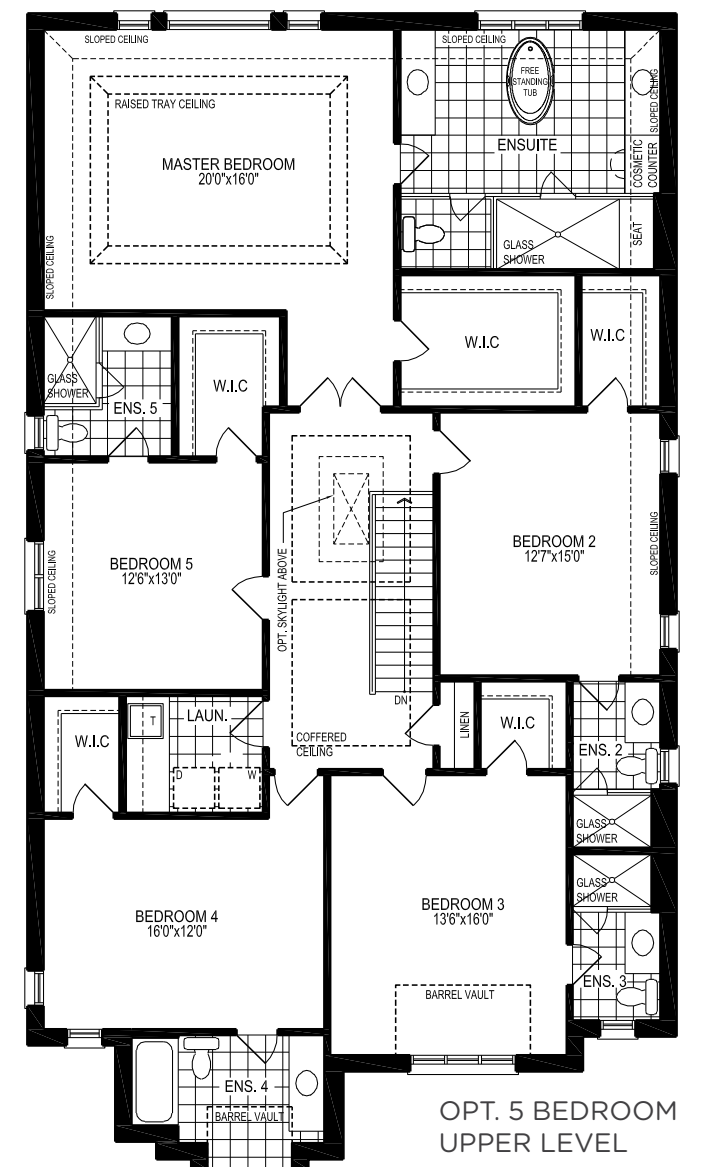 SLOPED CEILING
SLOPED CEILING
RAISED TRAY CEILING
FREE
STANDING
TUB
SLOPED CEILING
MASTER BEDROOM
20'0"x16'0"
ENSUITE
COSMETIC
COUNTER
SLOPED CEILING
GLASS
SHOWER
SEAT
W.I.C
W.I.C
GLASS
SHOWER
ENS. 5
W.I.C
BEDROOM 5
12'6"x13'0"
SLOPED CEILING
OPT. SKYLIGHT ABOVE
BEDROOM 2
12'7"x15'0"
SLOPED CEILING
DN
W.I.C
T
LAUN.
D
W
COFFERED
CEILING
LINEN
W.I.C
ENS. 2
GLASS
SHOWER
GLASS
SHOWER
BEDROOM 4
16'0"x12'0"
BEDROOM 3
13'6"x16'0"
ENS. 3
BARREL VAULT
ENS. 4
BARREL VAULT
OPT. 5 BEDROOM
UPPER LEVEL